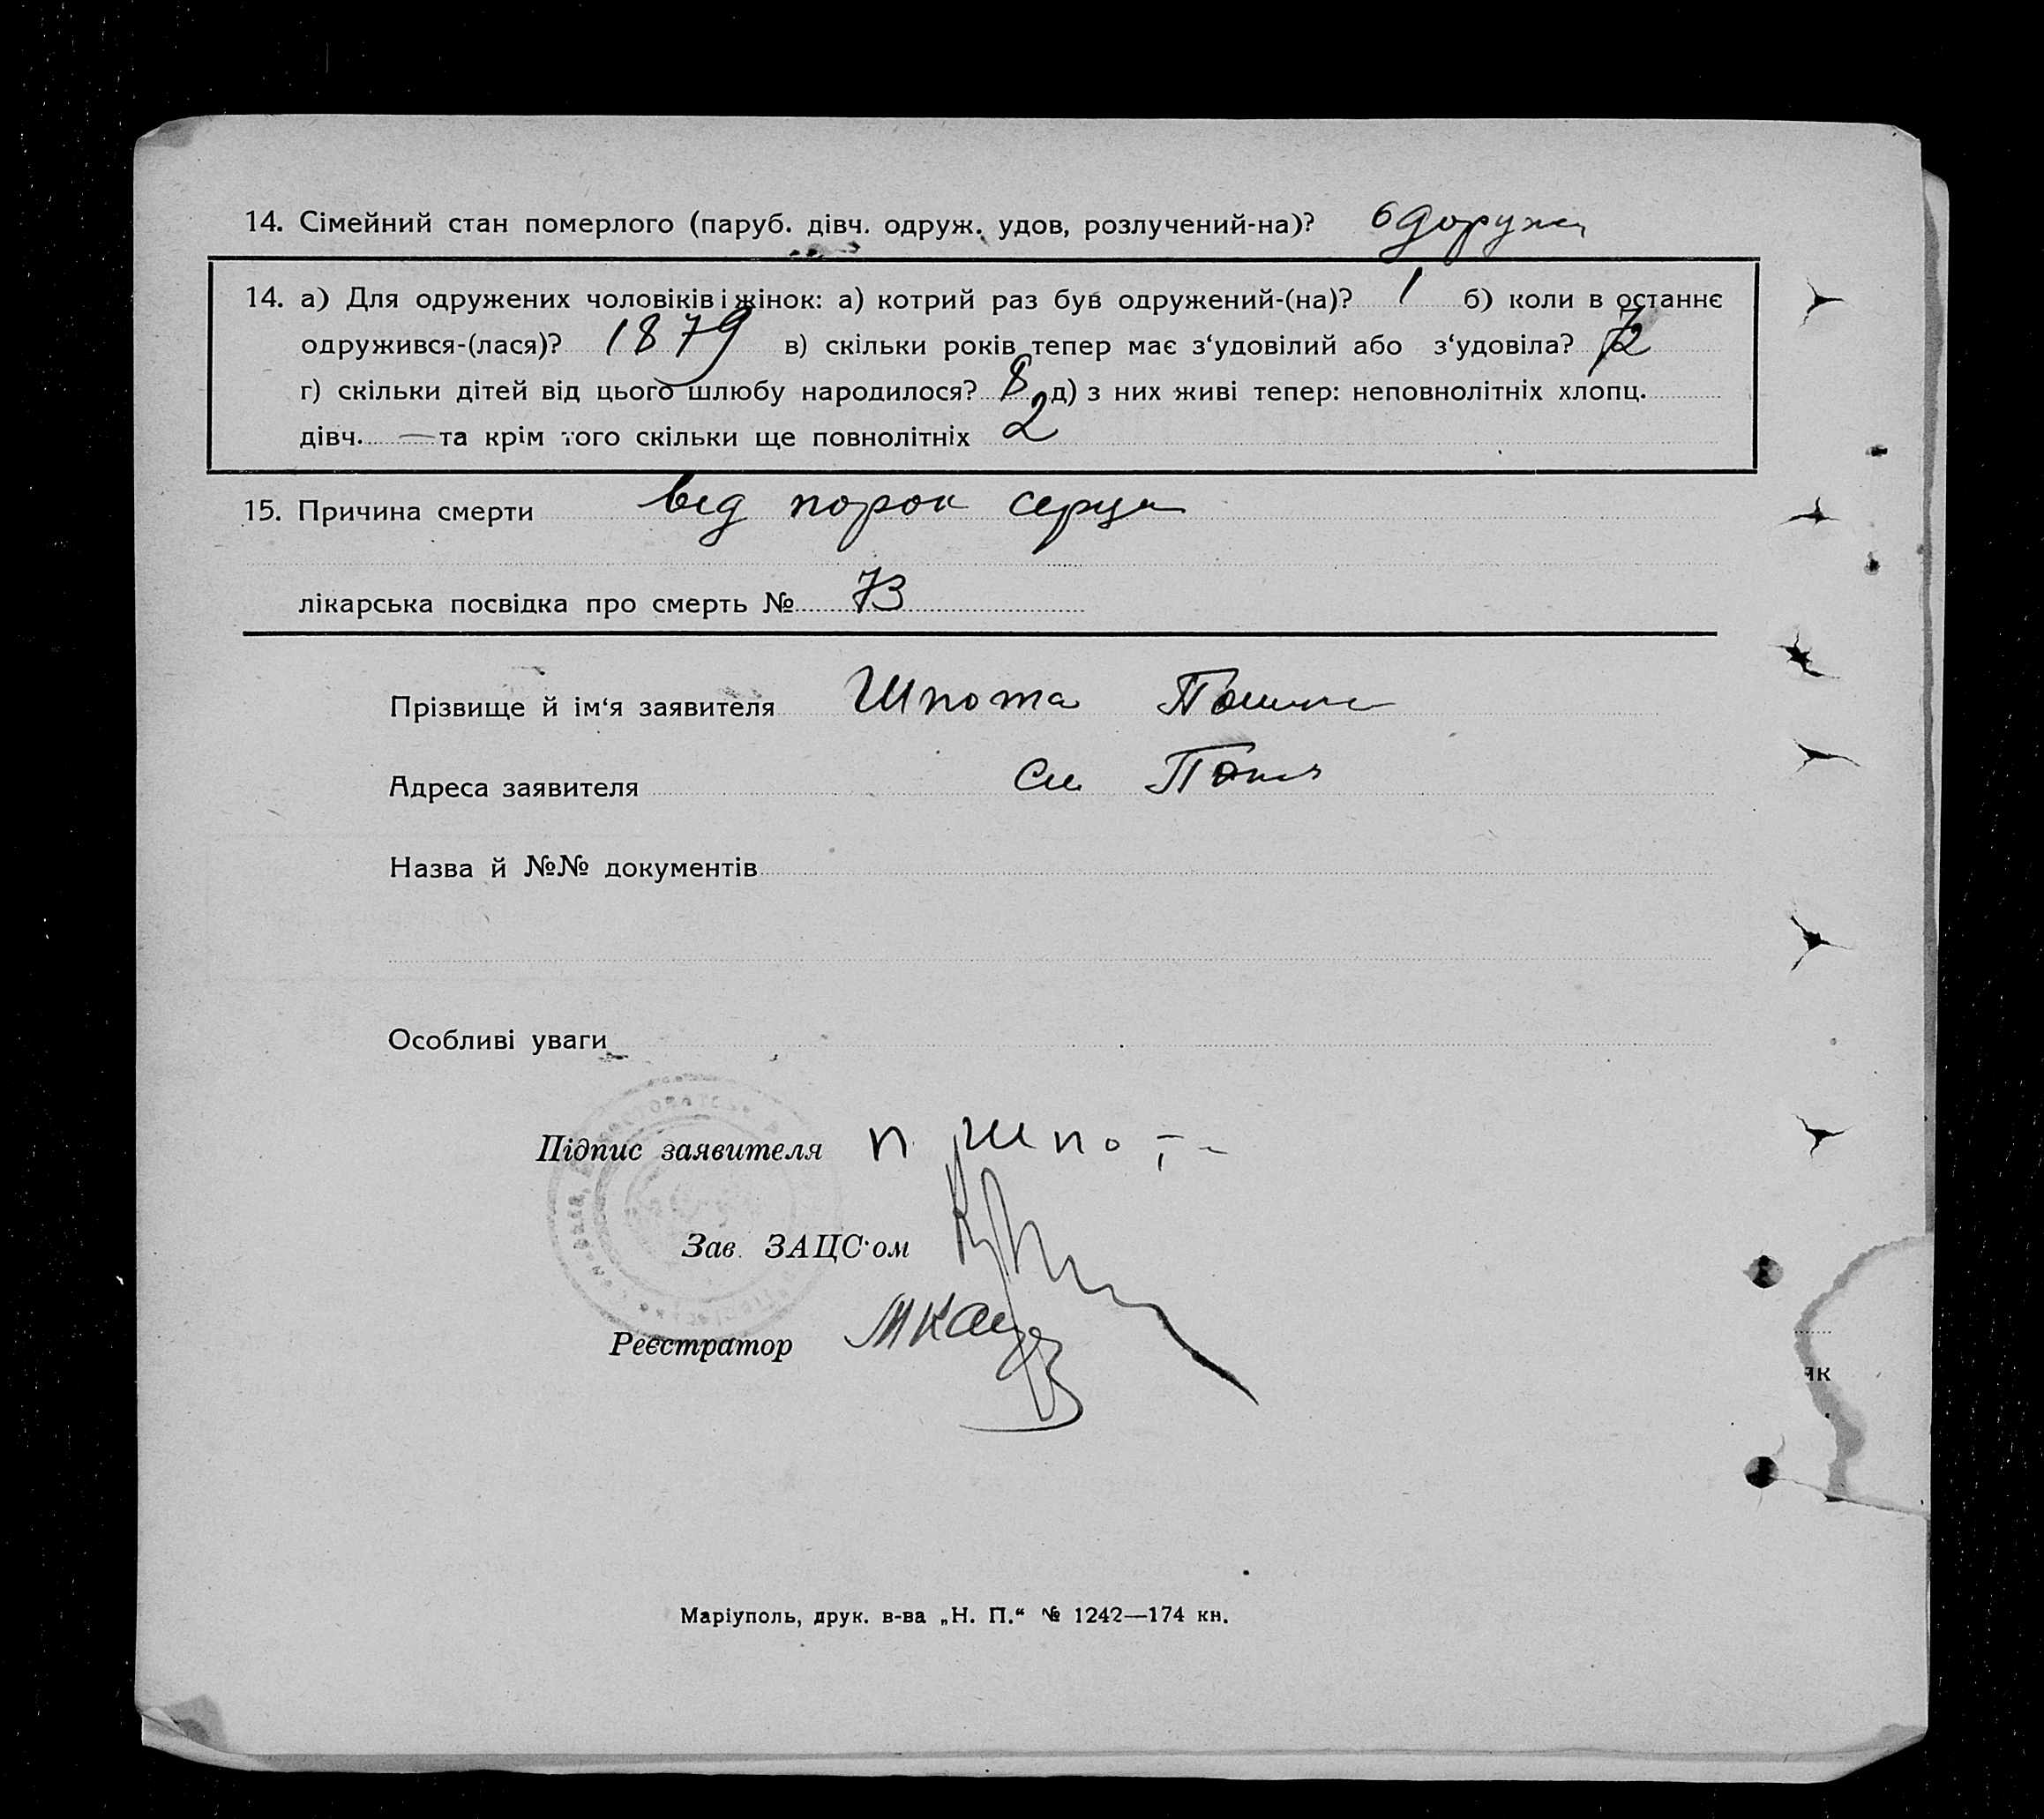 14. Сімейний стан померлого (паруб. дівч. одруж. удов, розлучений-на)?
14. а) Для одружених чоловіків і жінок: а) котрий раз був одружений-(на)? 1 б) коли в останнє
одружився-(лася)? 1879 в) скільки років тепер має з‘удовілий або з‘удовіла? 72
г) скільки дітей від цього шлюбу народилося? 8 д) з них живі тепер: неповнолітніх хлопц.
дівч. — та крім того скільки ще повнолітніх 2
15. Причина смерти від порок серця
лікарська посвідка про смерть № 73
Прізвище й ім‘я заявителя Шпота
Адреса заявителя
Назва й №№ документів
Особливі уваги
Підпис заявителя П Шпо
Зав. ЗАЦС‘ом
Реєстратор
як
Маріуполь, друк. в-ва „Н. П.“ № 1242—174 кн.